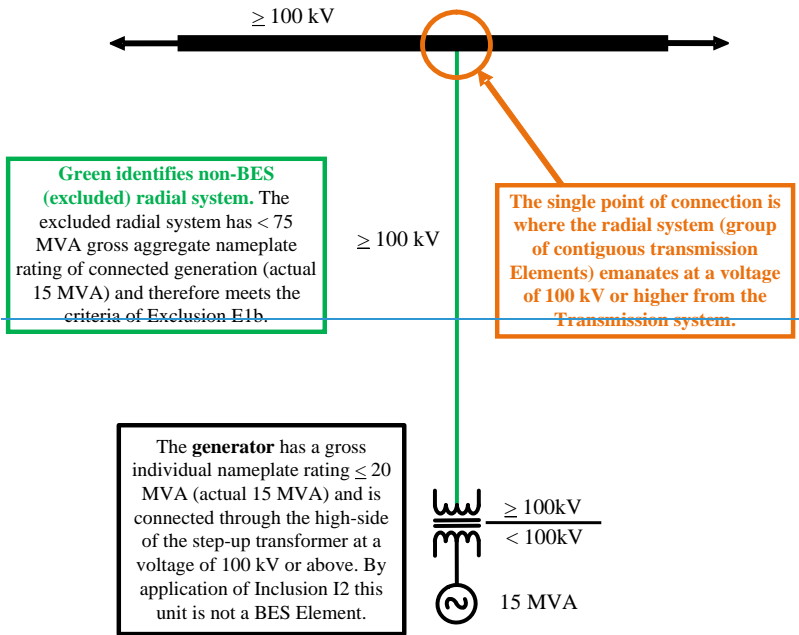 ≥ 100 kV
Green identifies non-BES
(excluded) radial system. The
excluded radial system has < 75
MVA gross aggregate nameplate
rating of connected generation (actual
15 MVA) and therefore meets the
criteria of Exclusion E1b.
≥ 100 kV
The single point of connection is
where the radial system (group
of contiguous transmission
Elements) emanates at a voltage
of 100 kV or higher from the
Transmission system.
The generator has a gross
individual nameplate rating ≤ 20
MVA (actual 15 MVA) and is
connected through the high-side
of the step-up transformer at a
voltage of 100 kV or above. By
application of Inclusion I2 this
unit is not a BES Element.
≥ 100kV
< 100kV
15 MVA